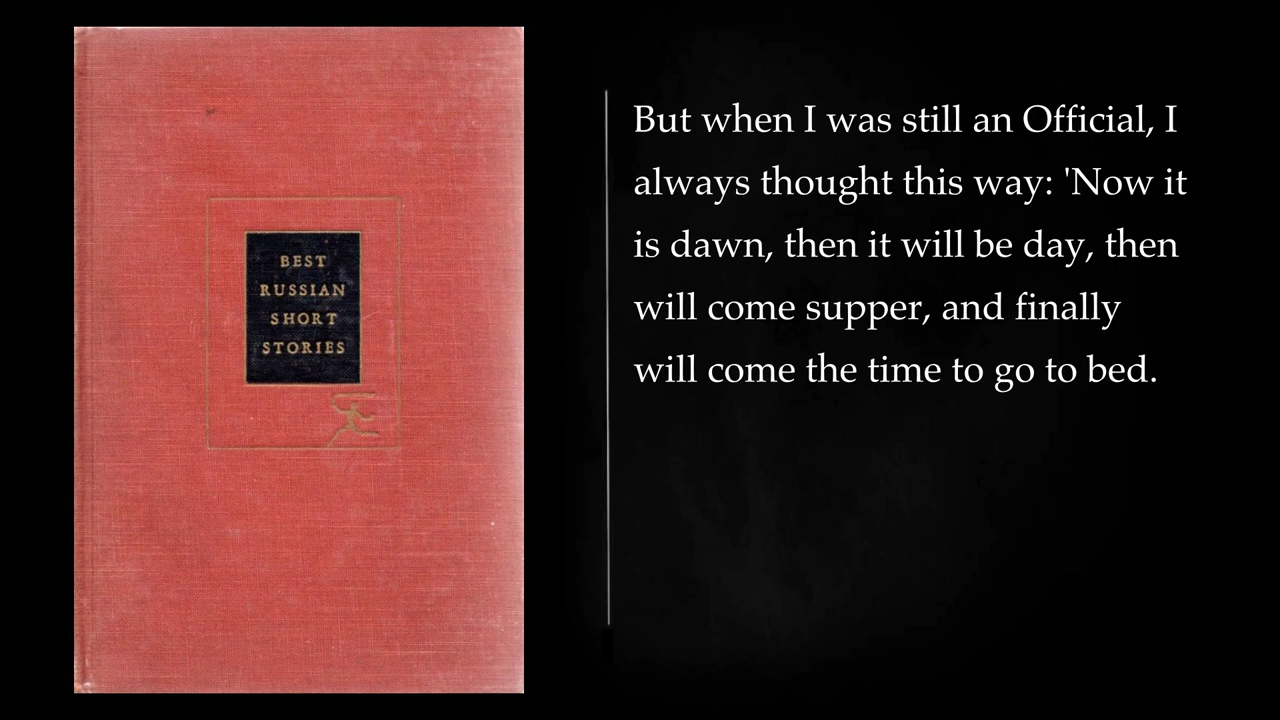 BEST
RUSSIAN
SHORT
STORIES
But when I was still an Official, I
always thought this way: 'Now it
is dawn, then it will be day, then
will come supper, and finally
will come the time to go to bed.